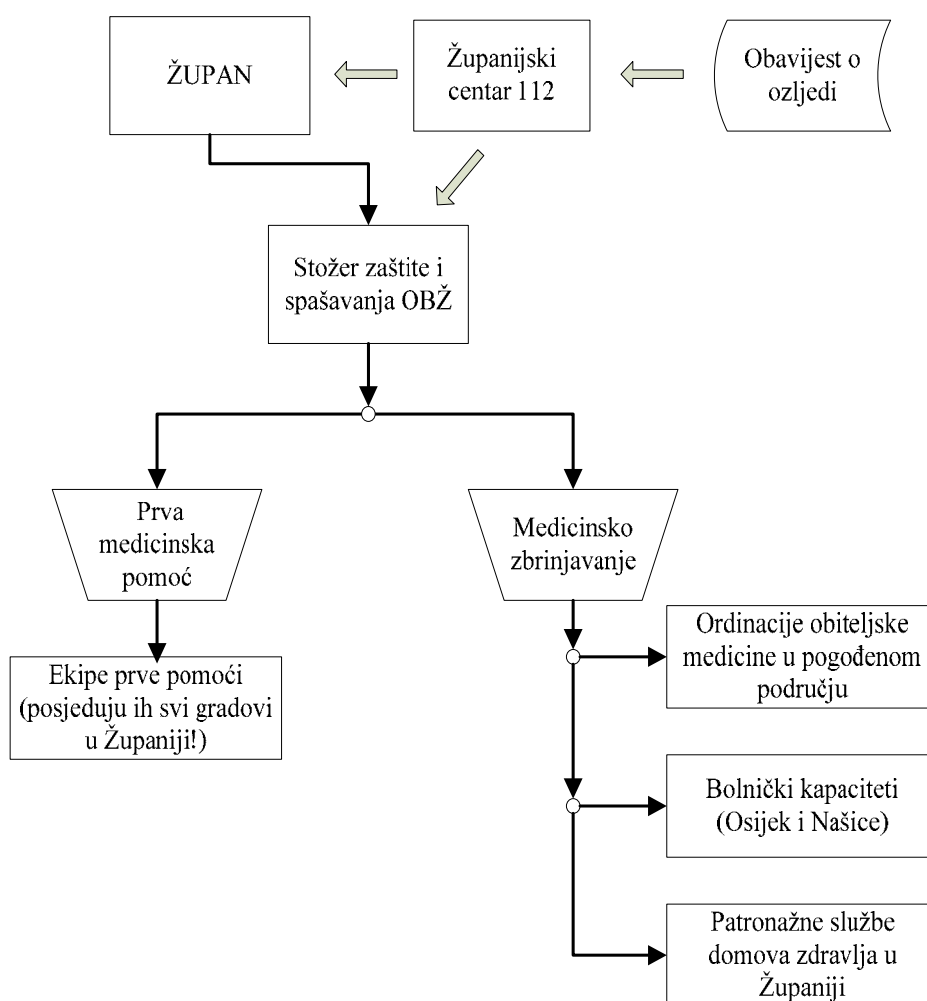 ŽUPAN
Županijski
centar 112
Obavijest o
ozljedi
Stožer zaštite i
spašavanja OBŽ
Prva
medicinska
pomoć
Medicinsko
zbrinjavanje
Ekipe prve pomoći
(posjeduju ih svi gradovi
u Županiji!)
Ordinacije obiteljske
medicine u pogođenom
području
Bolnički kapaciteti
(Osijek i Našice)
Patronažne službe
domova zdravlja u
Županiji